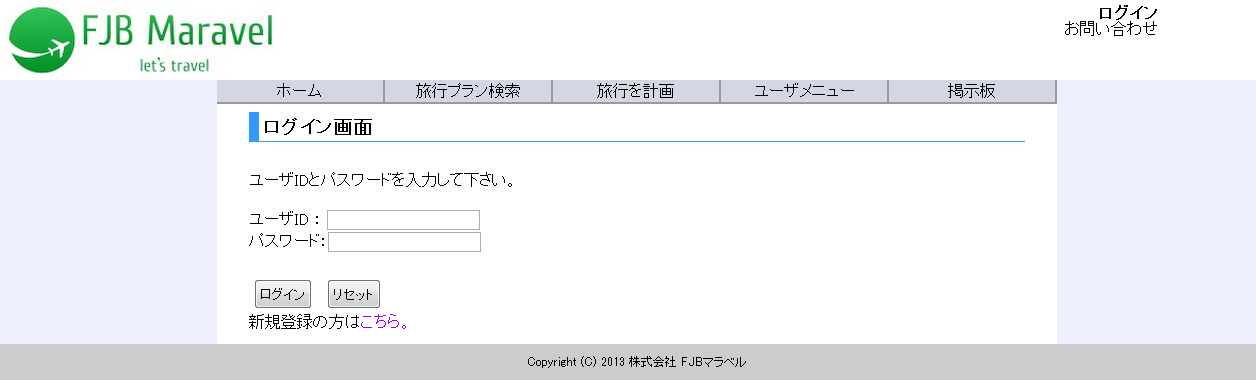 FJB Maravel
let's travel
ログイン
お問い合わせ
ホーム 旅行プラン検索 旅行を計画 ユーザメニュー 掲示板
ログイン画面
ユーザIDとパスワードを入力して下さい。
ユーザID：
パスワード:
ログイン リセット
新規登録の方はこちら。
Copyright (C) 2013 株式会社 FJBマラベル